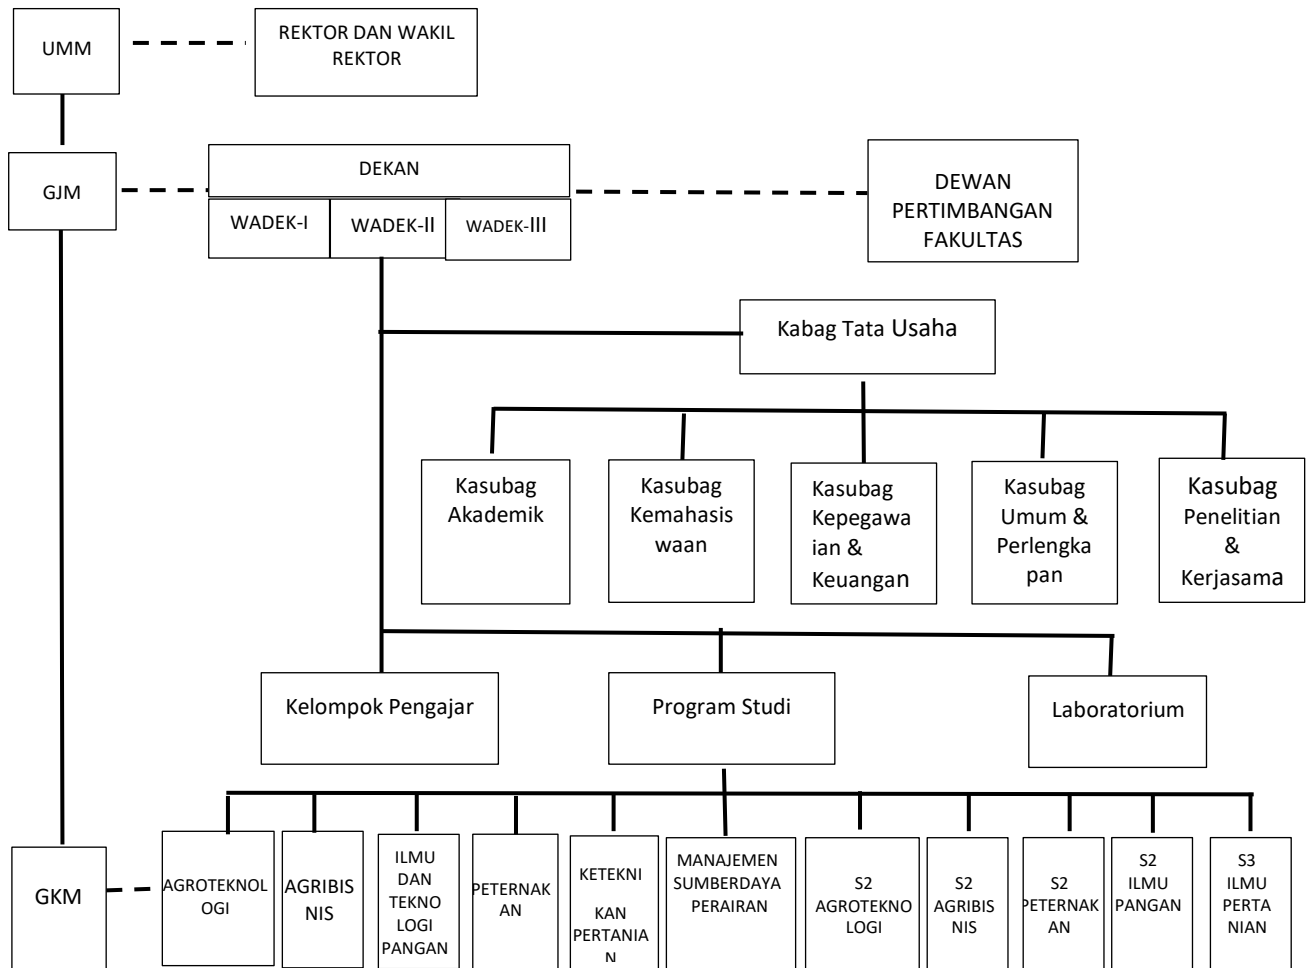 UMM
REKTOR DAN WAKIL
REKTOR
GJM
DEKAN
WADEK-I
WADEK-II
WADEK-III
DEWAN
PERTIMBANGAN
FAKULTAS
Kabag Tata Usaha
Kasubag
Akademik
Kasubag
Kemahasis
waan
Kasubag
Kepegawa
ian &
Keuangan
Kasubag
Umum &
Perlengka
pan
Kasubag
Penelitian
&
Kerjasama
Kelompok Pengajar
Program Studi
Laboratorium
GKM
AGROTEKNOL
OGI
AGRIBIS
NIS
ILMU
DAN
TEKNO
LOGI
PANGAN
PETERNAK
AN
KETEKNI
KAN
PERTANIA
N
MANAJEMEN
SUMBERDAYA
PERAIRAN
S2
AGROTEKNO
LOGI
S2
AGRIBIS
NIS
S2
PETERNAK
AN
S2
ILMU
PANGAN
S3
ILMU
PERTA
NIAN